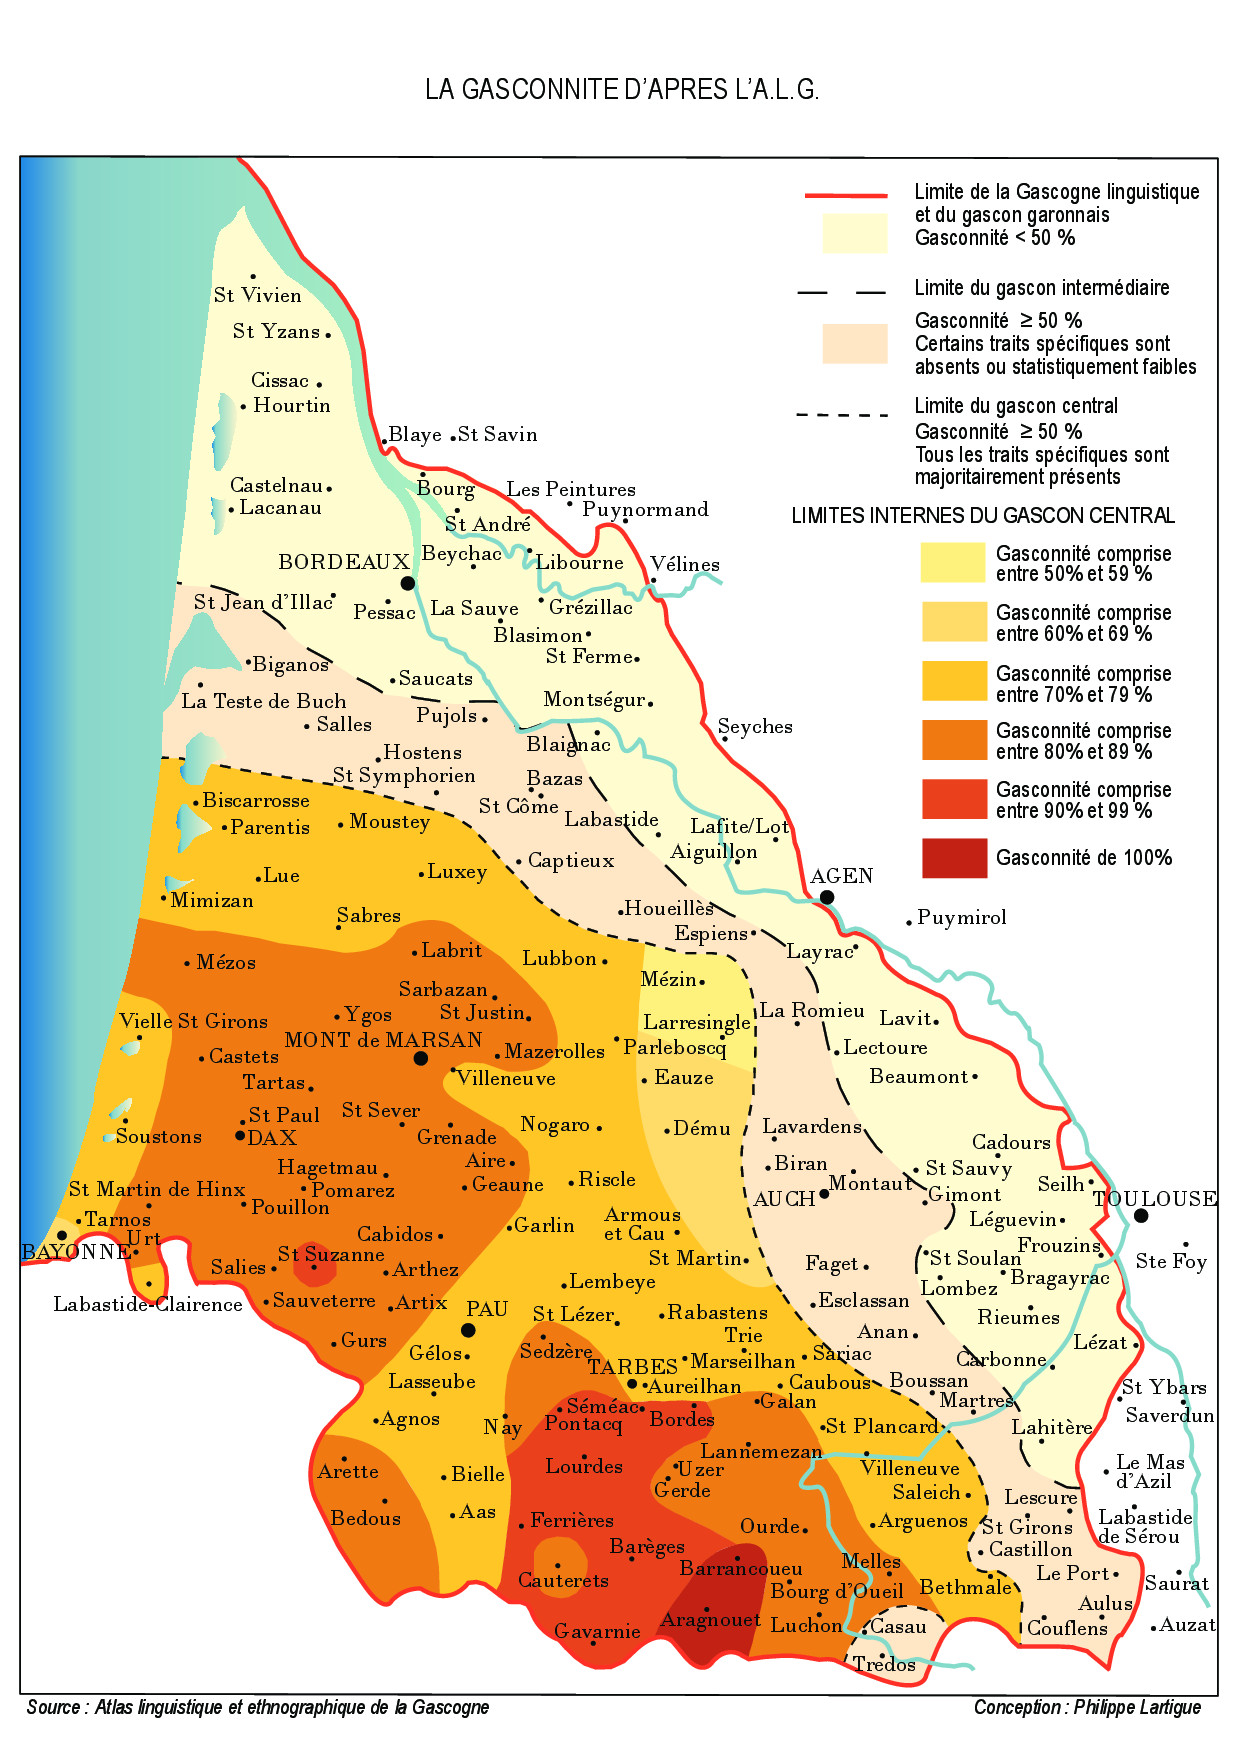 LA GASCONNITE D'APRES L'A.L.G.
Limite de la Gascogne linguistique
et du gascon garonnais
Gasconnité < 50 %
Limite du gascon intermédiaire
Gasconnité ≥ 50 %
Certains traits spécifiques sont
absents ou statistiquement faibles
Limite du gascon central
Gasconnité ≥ 50 %
Tous les traits spécifiques sont
majoritairement présents
LIMITES INTERNES DU GASCON CENTRAL
Gasconnité comprise
entre 50% et 59 %
Gasconnité comprise
entre 60% et 69 %
Gasconnité comprise
entre 70% et 79 %
Gasconnité comprise
entre 80% et 89 %
Gasconnité comprise
entre 90% et 99 %
Gasconnité de 100%
St Vivien
St Yzans
Cissac
Hourtin
Blaye
St Savin
Castelnau
Lacanau
Bourg
Les Peintures
Puynormand
St André
Beychac
Libourne
Vélines
BORDEAUX
St Jean d'Illac
Pessac
La Sauve
Grézillac
Blasimon
St Ferme
Biganos
Saucats
La Teste de Buch
Montségur
Salles
Pujols
Seyches
Blaignac
Hostens
St Symphorien
Bazas
St Côme
Biscarrosse
Parentis
Moustey
Labastide
Lafite/Lot
Aiguillon
Captieux
Lue
Luxey
AGEN
Mimizan
Sabres
Houeillès
Puymirol
Espiens
Labrit
Lubbon
Layrac
Mézos
Mézin
Sarbazan
Ygos
St Justin
La Romieu
Lavit
Vielle St Girons
Larresingle
MONT de MARSAN
Mazerolles
Parleboscq
Lectoure
Castets
Villeneuve
Eauze
Beaumont
Tartas
St Paul
St Sever
DAX
Soustons
Grenade
Nogaro
Dému
Lavardens
Cadours
Hagetmau
Aire
Biran
St Sauvy
St Martin de Hinx
Pomarez
Geaune
Riscle
AUCH
Montaut
Gimont
Seilh
TOULOUSE
Pouillon
Tarnos
Urt
BAYONNE
Cabidos
Garlin
Armous
et Cau
Léguevin
St Suzanne
St Martin
St Soulan
Frouzins
Ste Foy
Salies
Arthez
Faget
Lombez
Bragayrac
Labastide-Clairence
Sauveterre
Artix
Lembeye
Esclassan
Rieumes
PAU
St Lézer
Rabastens
Gurs
Trie
Anan
Lézat
Gélos
Sedzère
TARBES
Marseilhan
Sariac
Carbonne
Lasseube
Aureilhan
Caubous
Boussan
St Ybars
Galan
Martres
Saverdun
Agnos
Nay
Séméac
Pontacq
Bordes
St Plancard
Lahitère
Lannemezan
Arette
Lourdes
Uzer
Villeneuve
Le Mas
d'Azil
Bielle
Gerde
Saleich
Lescure
Bedous
Aas
Ferrières
Ourde
Arguenos
St Girons
Labastide
de Sérou
Barèges
Castillon
Cauterets
Barrancoueu
Melles
Bethmale
Le Port
Saurat
Bourg d'Oueil
Aulus
Aragnouet
Luchon
Casau
Couflens
Auzat
Gavarnie
Tredos
Source : Atlas linguistique et ethnographique de la Gascogne
Conception : Philippe Lartigue